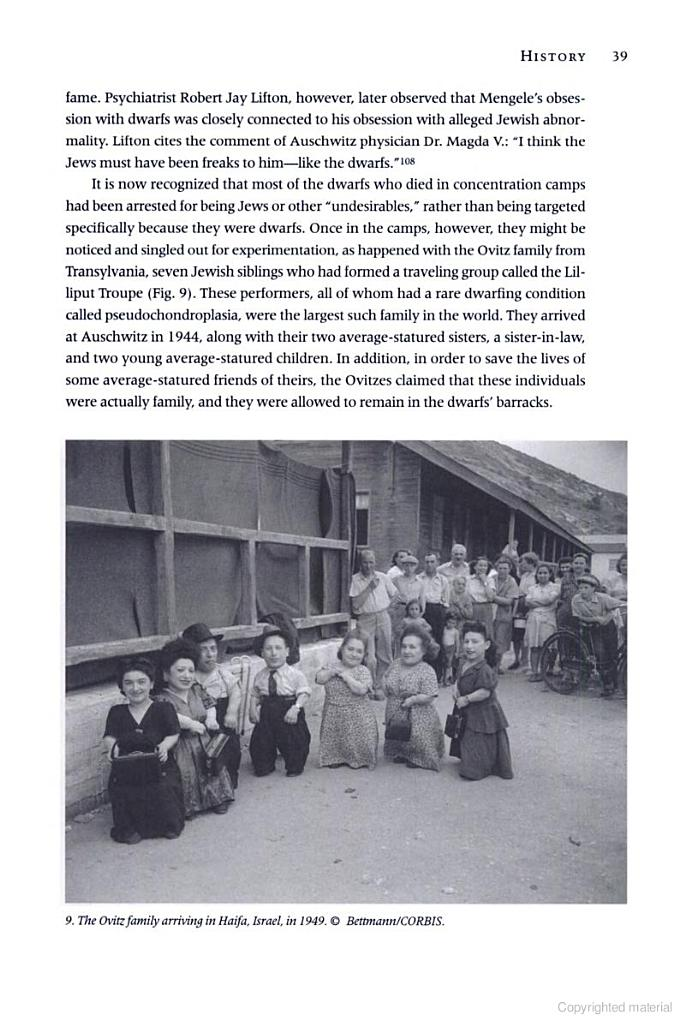 HISTORY 39
fame. Psychiatrist Robert Jay Lifton, however, later observed that Mengele's obses-
sion with dwarfs was closely connected to his obsession with alleged Jewish abnor-
mality. Lifton cites the comment of Auschwitz physician Dr. Magda V.: "I think the
Jews must have been freaks to him—like the dwarfs."108
It is now recognized that most of the dwarfs who died in concentration camps
had been arrested for being Jews or other "undesirables," rather than being targeted
specifically because they were dwarfs. Once in the camps, however, they might be
noticed and singled out for experimentation, as happened with the Ovitz family from
Transylvania, seven Jewish siblings who had formed a traveling group called the Lil-
liput Troupe (Fig. 9). These performers, all of whom had a rare dwarfing condition
called pseudochondroplasia, were the largest such family in the world. They arrived
at Auschwitz in 1944, along with their two average-statured sisters, a sister-in-law,
and two young average-statured children. In addition, in order to save the lives of
some average-statured friends of theirs, the Ovitzes claimed that these individuals
were actually family, and they were allowed to remain in the dwarfs' barracks.
9. The Ovitz family arriving in Haifa, Israel, in 1949. © Bettmann/CORBIS.
Copyrighted material